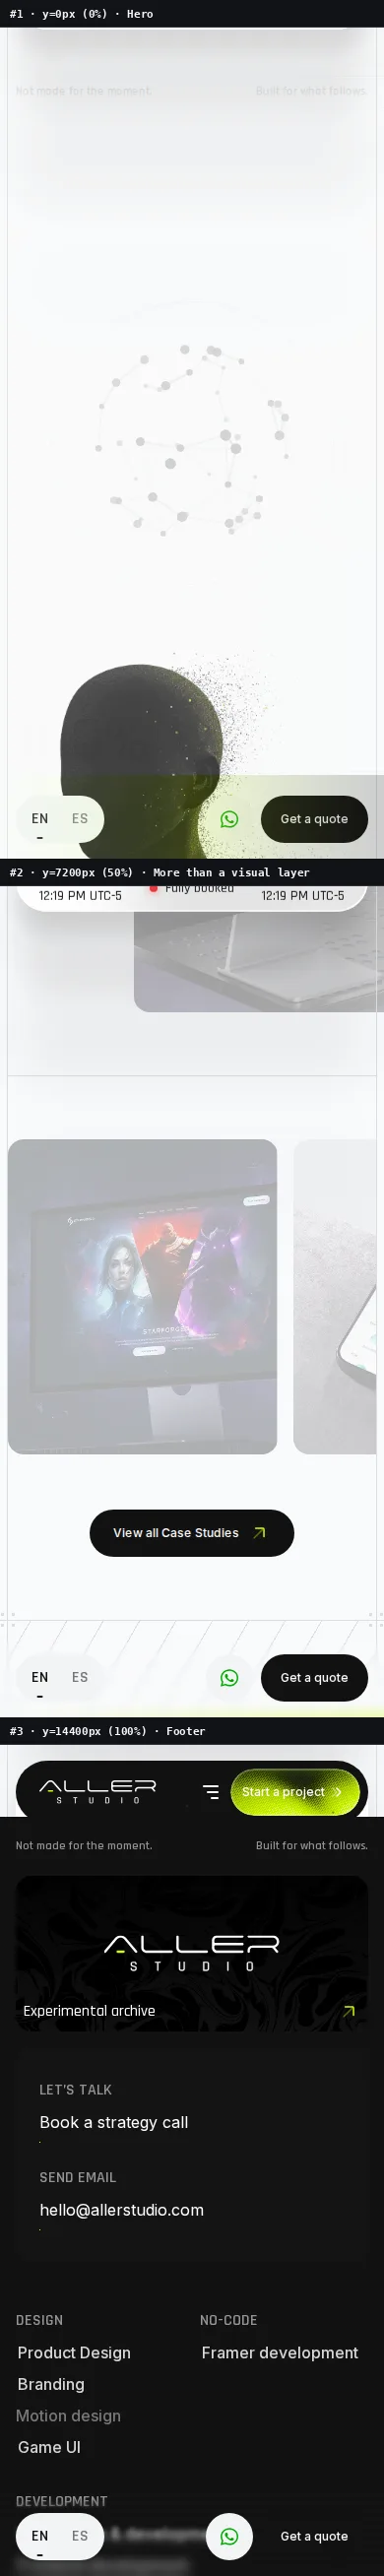 #1 · y=0px (0%) · Hero
Not made for the moment. Built for what follows.
EN ES Get a quote
#2 · y=7200px (50%) · More than a visual layer
12:19 PM UTC-5 Fully booked 12:19 PM UTC-5
View all Case Studies
EN ES Get a quote
#3 · y=14400px (100%) · Footer
ALLER Start a project
STUDIO
Not made for the moment. Built for what follows.
ALLER
STUDIO
Experimental archive
LET'S TALK
Book a strategy call
SEND EMAIL
hello@allerstudio.com
DESIGN NO-CODE
Product Design Framer development
Branding
Motion design
Game UI
DEVELOPMENT
EN ES Get a quote